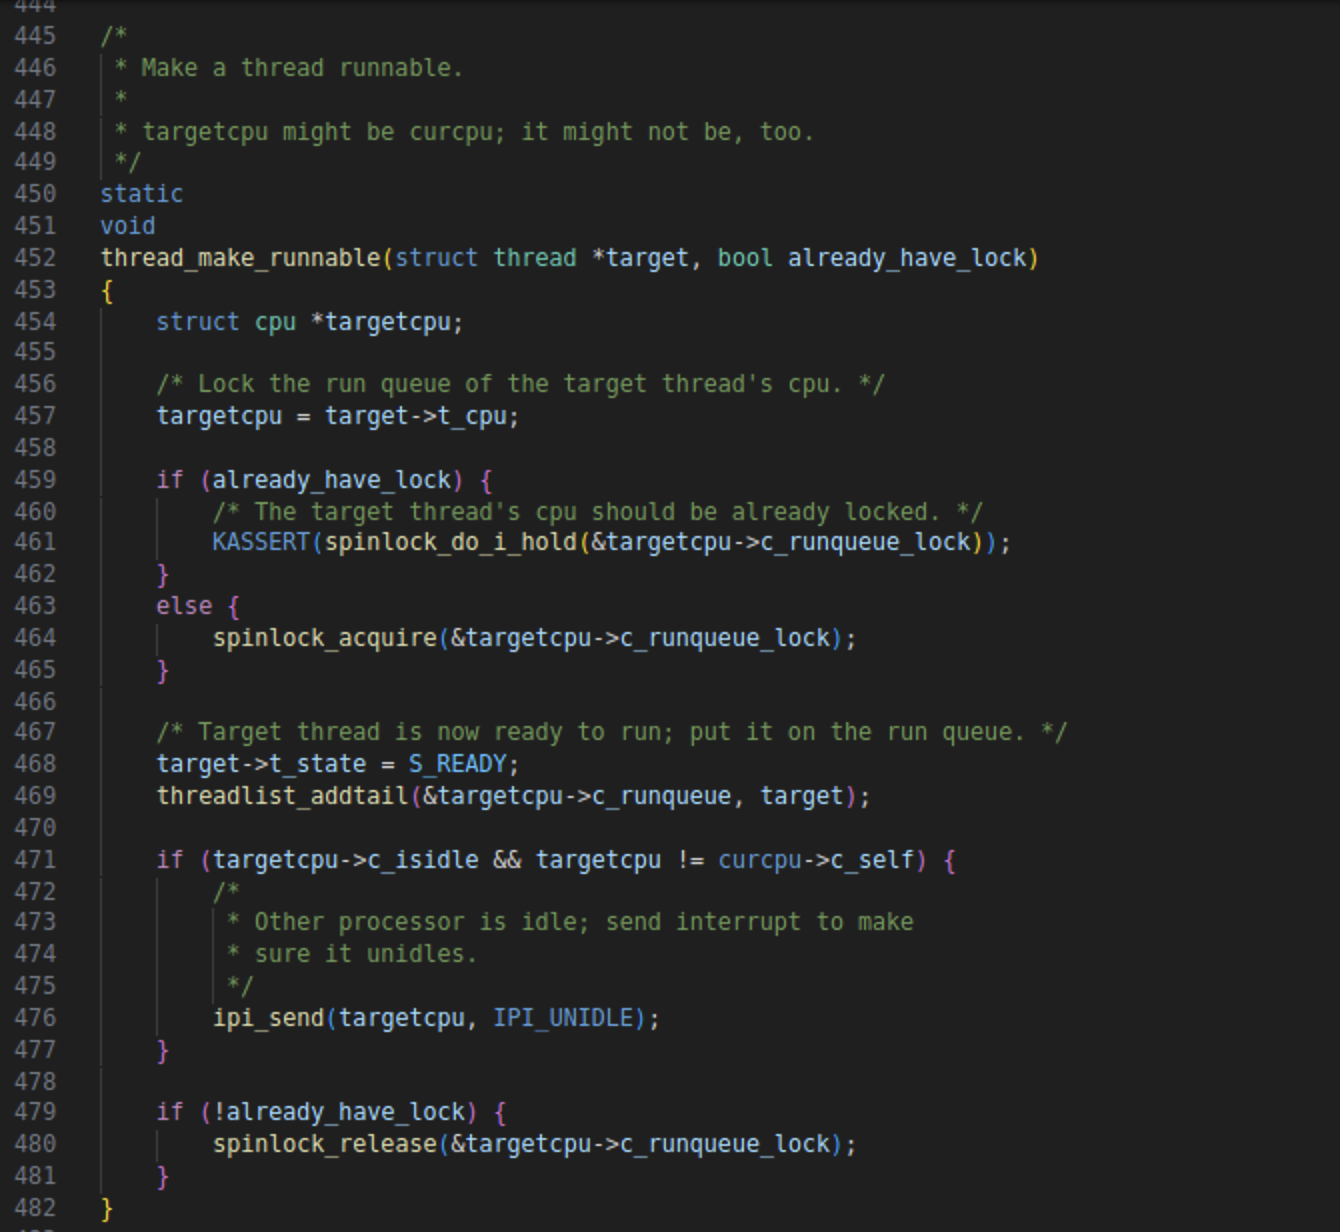 444
445 /*
446  * Make a thread runnable.
447  *
448  * targetcpu might be curcpu; it might not be, too.
449  */
450 static
451 void
452 thread_make_runnable(struct thread *target, bool already_have_lock)
453 {
454     struct cpu *targetcpu;
455
456     /* Lock the run queue of the target thread's cpu. */
457     targetcpu = target->t_cpu;
458
459     if (already_have_lock) {
460         /* The target thread's cpu should be already locked. */
461         KASSERT(spinlock_do_i_hold(&targetcpu->c_runqueue_lock));
462     }
463     else {
464         spinlock_acquire(&targetcpu->c_runqueue_lock);
465     }
466
467     /* Target thread is now ready to run; put it on the run queue. */
468     target->t_state = S_READY;
469     threadlist_addtail(&targetcpu->c_runqueue, target);
470
471     if (targetcpu->c_isidle && targetcpu != curcpu->c_self) {
472         /*
473          * Other processor is idle; send interrupt to make
474          * sure it unidles.
475          */
476         ipi_send(targetcpu, IPI_UNIDLE);
477     }
478
479     if (!already_have_lock) {
480         spinlock_release(&targetcpu->c_runqueue_lock);
481     }
482 }